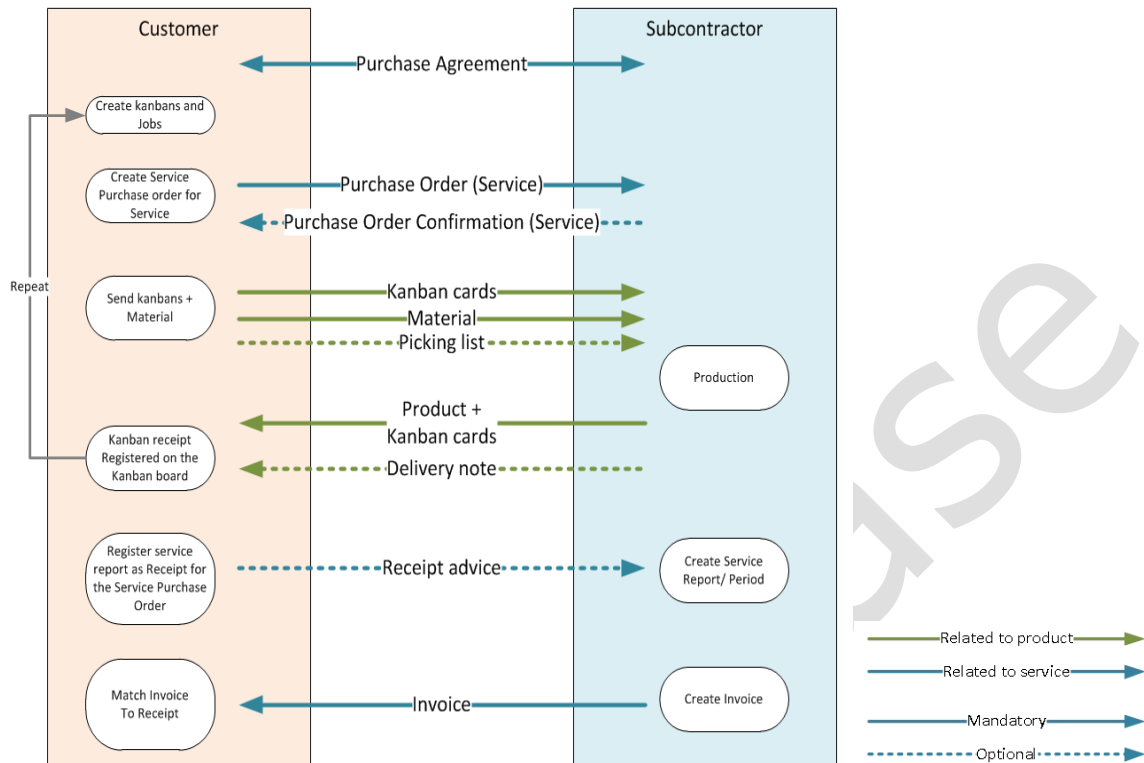 Customer
Subcontractor
Purchase Agreement
Create kanbans and
Jobs
Create Service
Purchase order for
Service
Purchase Order (Service)
Purchase Order Confirmation (Service)
Repeat
Send kanbans +
Material
Kanban cards
Material
Picking list
Production
Product +
Kanban cards
Kanban receipt
Registered on the
Kanban board
Delivery note
Register service
report as Receipt for
the Service Purchase
Order
Receipt advice
Create Service
Report/ Period
Match Invoice
To Receipt
Invoice
Create Invoice
Related to product
Related to service
Mandatory
Optional
use